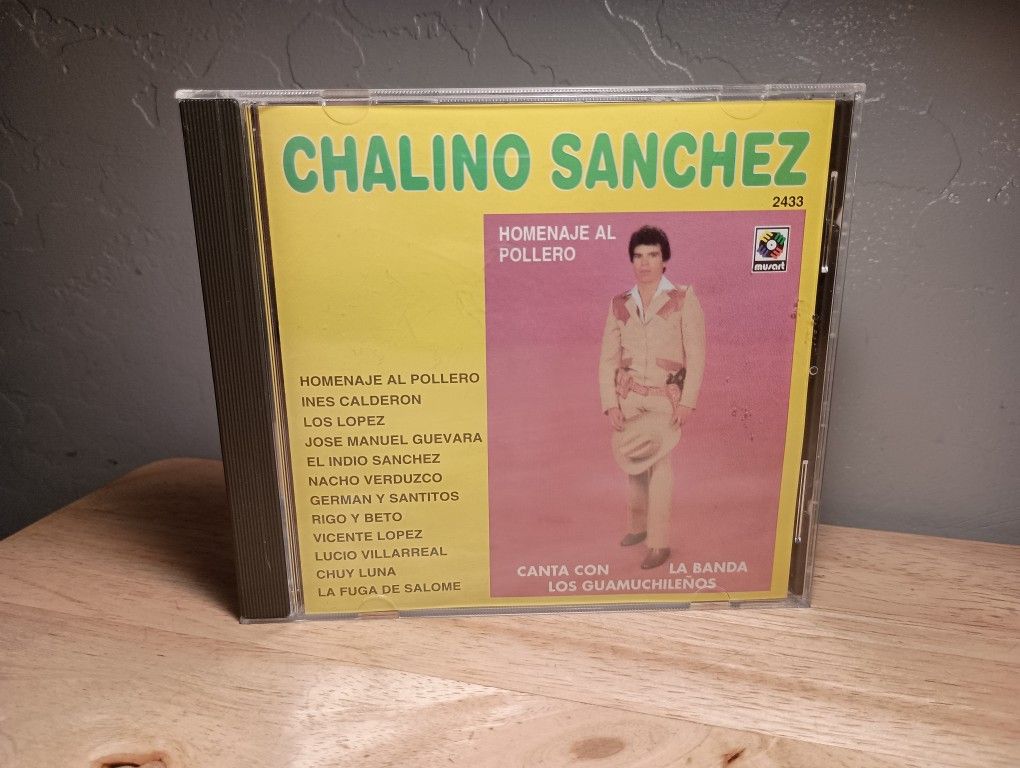 CHALINO SANCHEZ
2433
HOMENAJE AL
POLLERO
musart
HOMENAJE AL POLLERO
INES CALDERON
LOS LOPEZ
JOSE MANUEL GUEVARA
EL INDIO SANCHEZ
NACHO VERDUZCO
GERMAN Y SANTITOS
RIGO Y BETO
VICENTE LOPEZ
LUCIO VILLARREAL
CHUY LUNA
LA FUGA DE SALOME
CANTA CON LA BANDA
LOS GUAMUCHILEÑOS